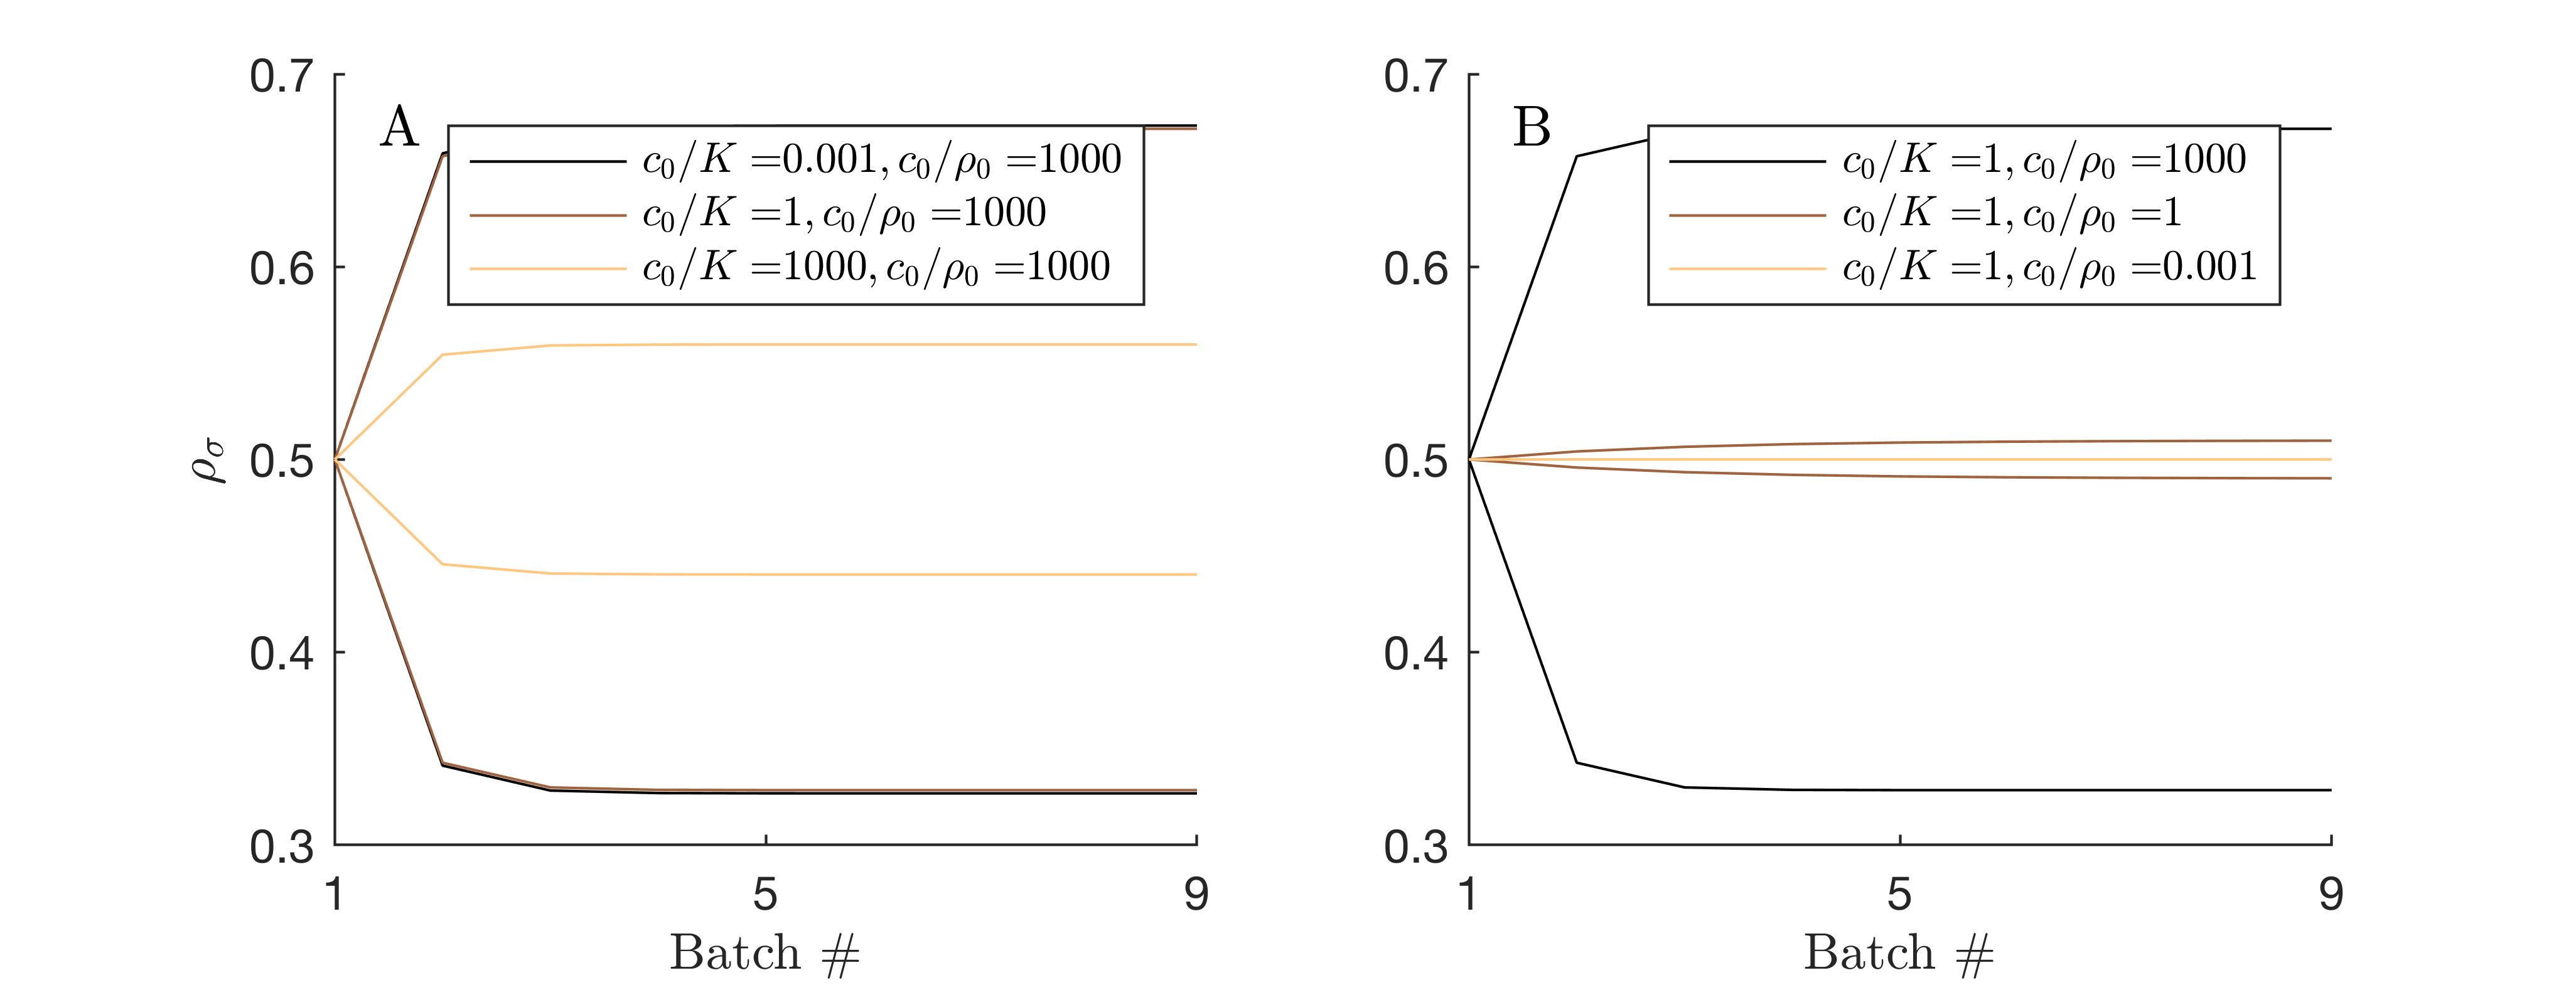 A
0.7
0.6
0.5
0.4
0.3
ρσ
c₀/K =0.001, c₀/ρ₀ =1000
c₀/K =1, c₀/ρ₀ =1000
c₀/K =1000, c₀/ρ₀ =1000
1 5 9
Batch #
B
0.7
0.6
0.5
0.4
0.3
c₀/K =1, c₀/ρ₀ =1000
c₀/K =1, c₀/ρ₀ =1
c₀/K =1, c₀/ρ₀ =0.001
1 5 9
Batch #